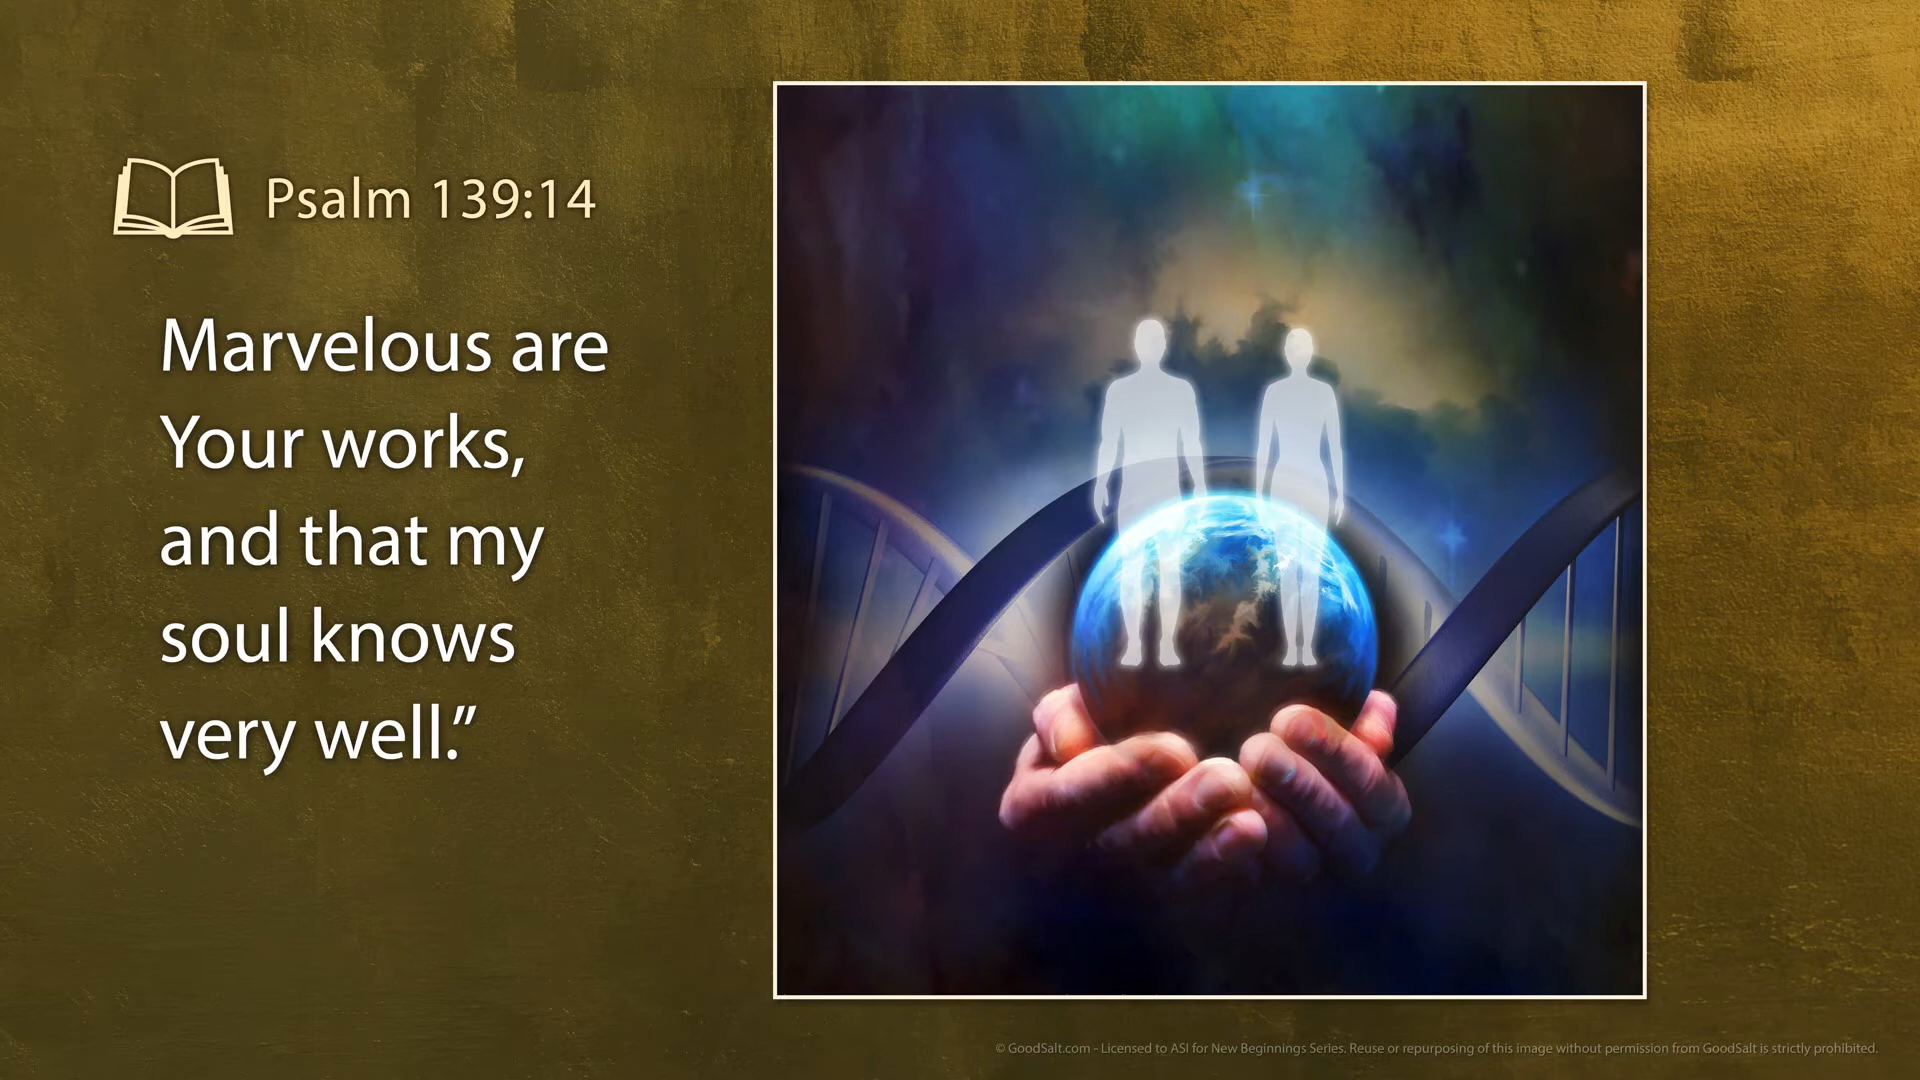 Psalm 139:14
Marvelous are
Your works,
and that my
soul knows
very well.”
© GoodSalt.com - Licensed to ASI for New Beginnings Series. Reuse or repurposing of this image without permission from GoodSalt is strictly prohibited.